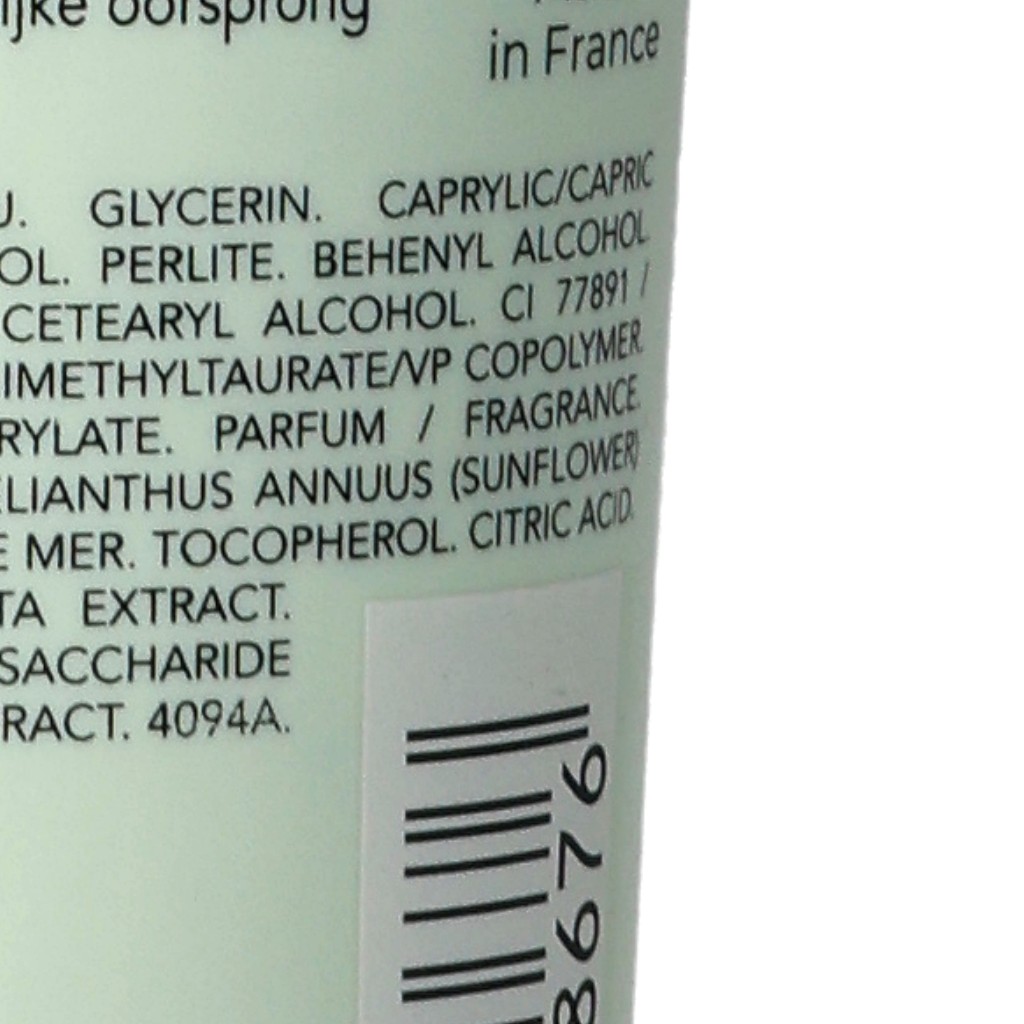 ijke oorsprong
in France
U. GLYCERIN. CAPRYLIC/CAPRIC
OL. PERLITE. BEHENYL ALCOHOL
CETEARYL ALCOHOL. CI 77891 /
IMETHYLTAURATE/VP COPOLYMER.
RYLATE. PARFUM / FRAGRANCE.
ELIANTHUS ANNUUS (SUNFLOWER)
E MER. TOCOPHEROL. CITRIC ACID.
TA EXTRACT.
SACCHARIDE
RACT. 4094A.
8676